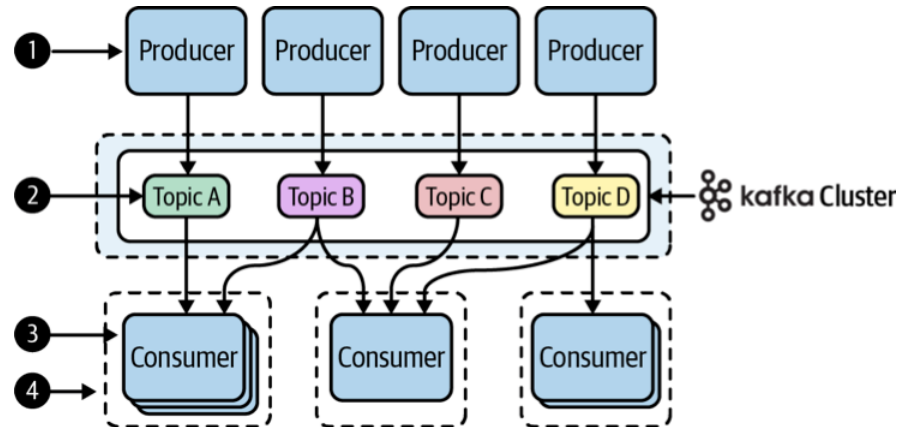 1
Producer
Producer
Producer
Producer
2
Topic A
Topic B
Topic C
Topic D
kafka Cluster
3
Consumer
Consumer
Consumer
4